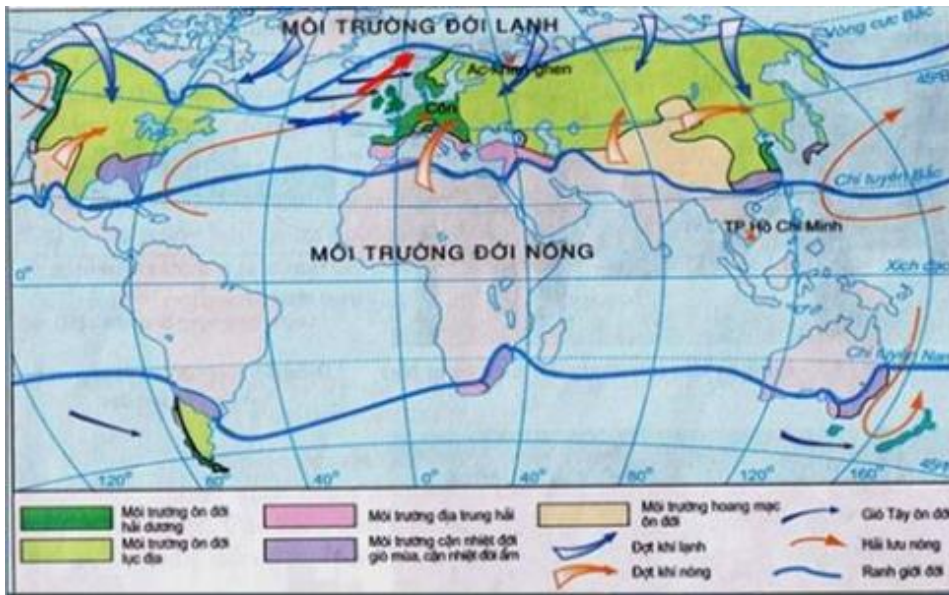 MÔI TRƯỜNG ĐỚI LẠNH
Vòng cực Bắc
Ac-khan-ghen
45°B
Côn
Chí tuyến Bắc
TP Hồ Chí Minh
MÔI TRƯỜNG ĐỚI NÓNG
0°
Xích đạo
Chí tuyến Nam
120°
80°
40°
0°
40°
80°
120°
160°
45°N
Môi trường ôn đới
hải dương
Môi trường ôn đới
lục địa
Môi trường địa trung hải
Môi trường cận nhiệt đới
gió mùa, cận nhiệt đới ẩm
Môi trường hoang mạc
ôn đới
Đợt khí lạnh
Đợt khí nóng
Gió Tây ôn đới
Hải lưu nóng
Ranh giới đới